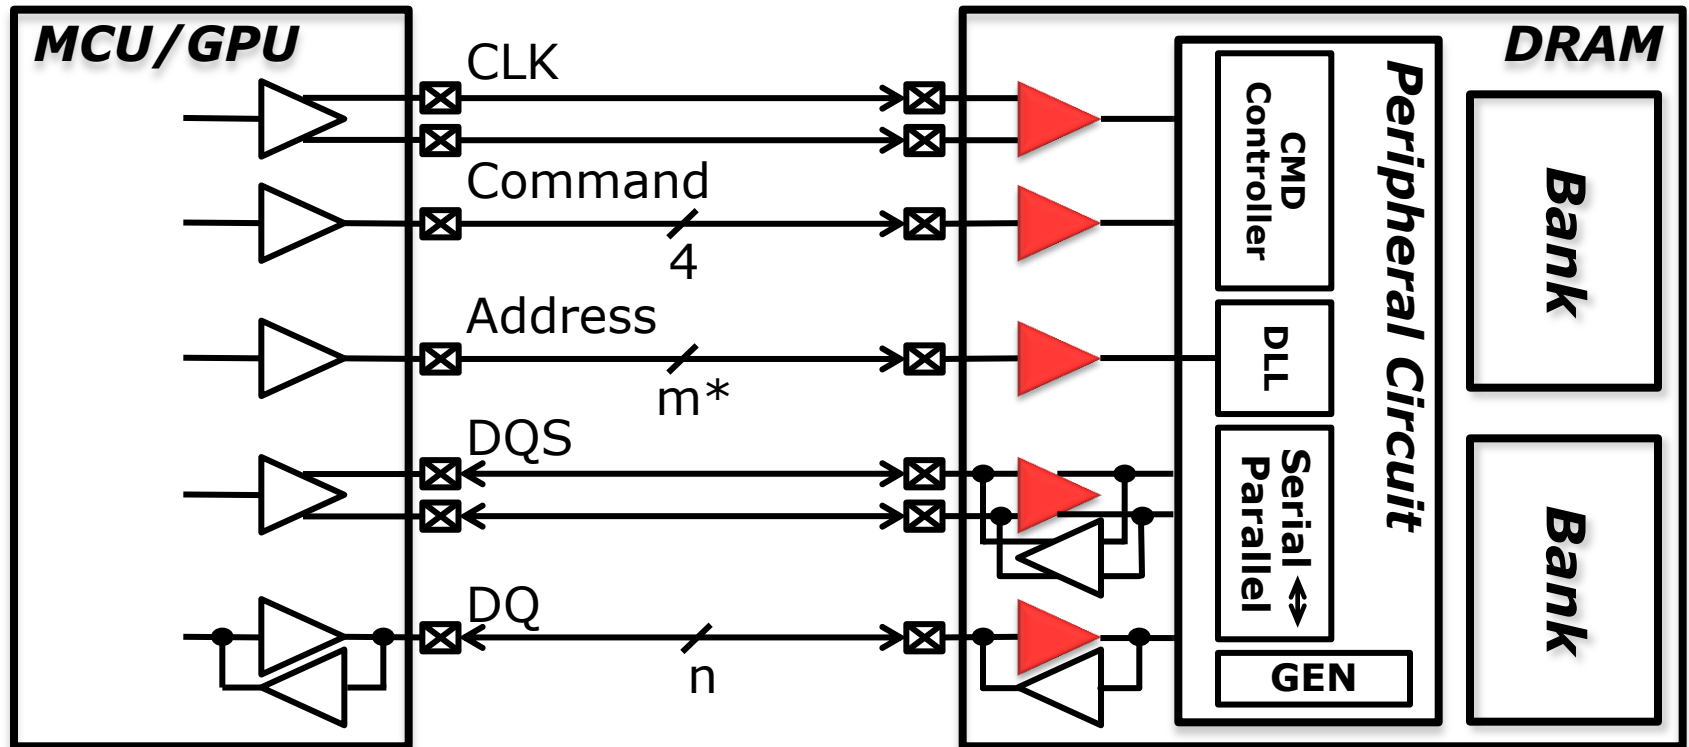 MCU/GPU
DRAM
CLK
Command
4
Address
m*
DQS
DQ
n
CMD
Controller
DLL
Serial ↔
Parallel
GEN
Peripheral Circuit
Bank
Bank